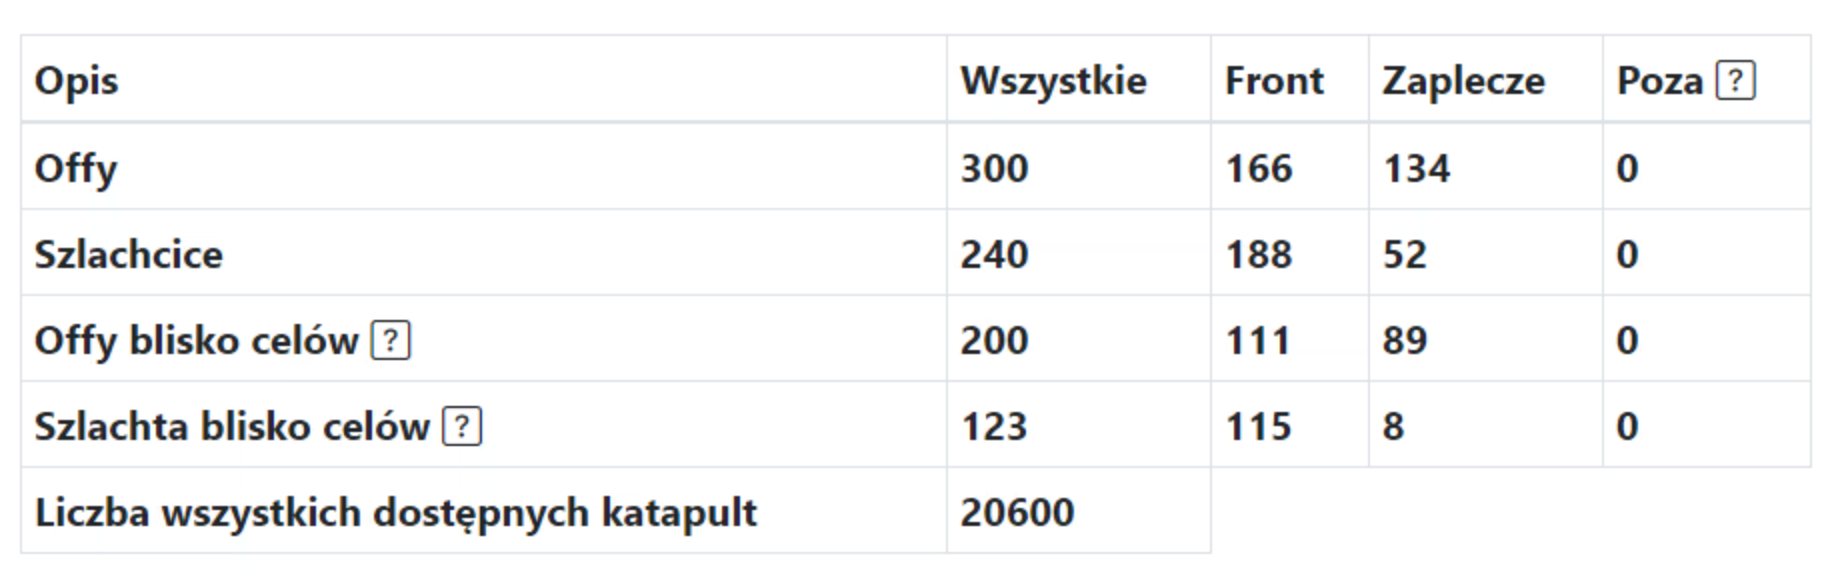 Opis Wszystkie Front Zaplecze Poza ?
Offy 300 166 134 0
Szlachcice 240 188 52 0
Offy blisko celów ? 200 111 89 0
Szlachta blisko celów ? 123 115 8 0
Liczba wszystkich dostępnych katapult 20600